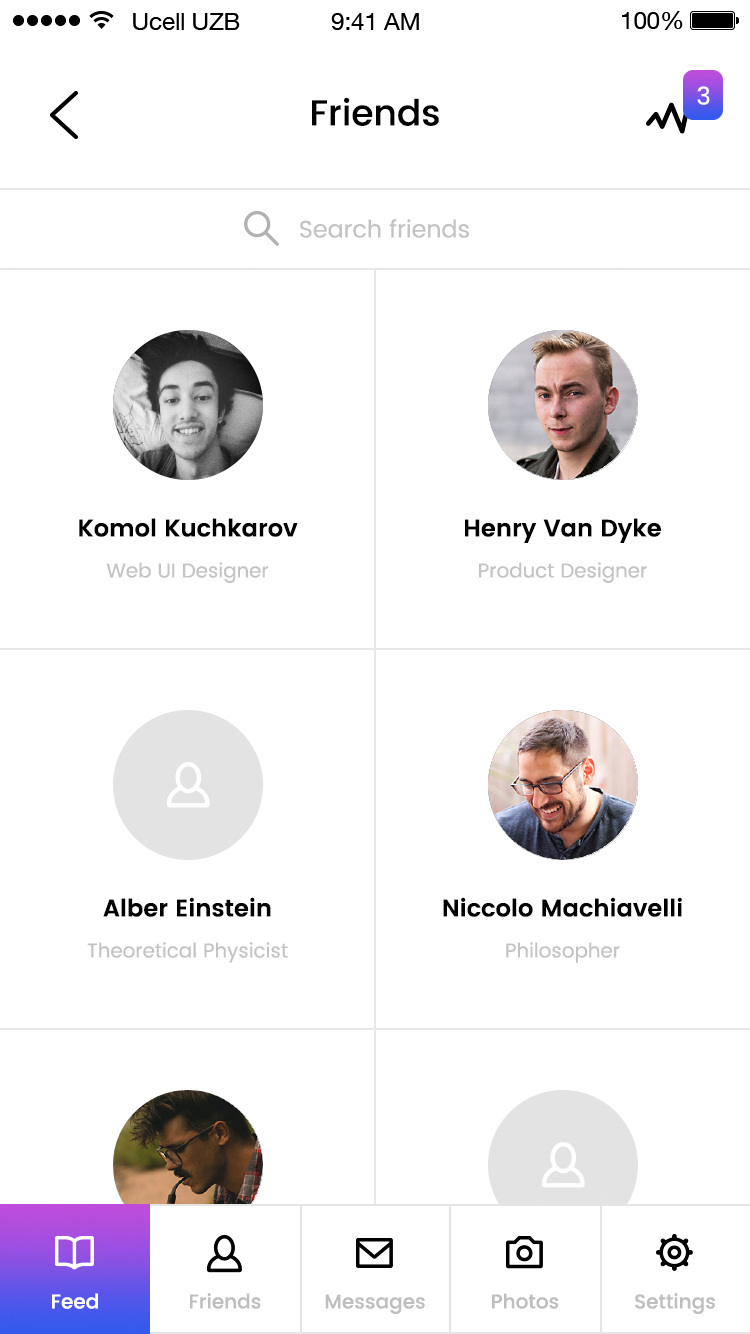 Ucell UZB 9:41 AM 100%
Friends
3
Search friends
Komol Kuchkarov Henry Van Dyke
Web UI Designer Product Designer
Alber Einstein Niccolo Machiavelli
Theoretical Physicist Philosopher
Feed Friends Messages Photos Settings